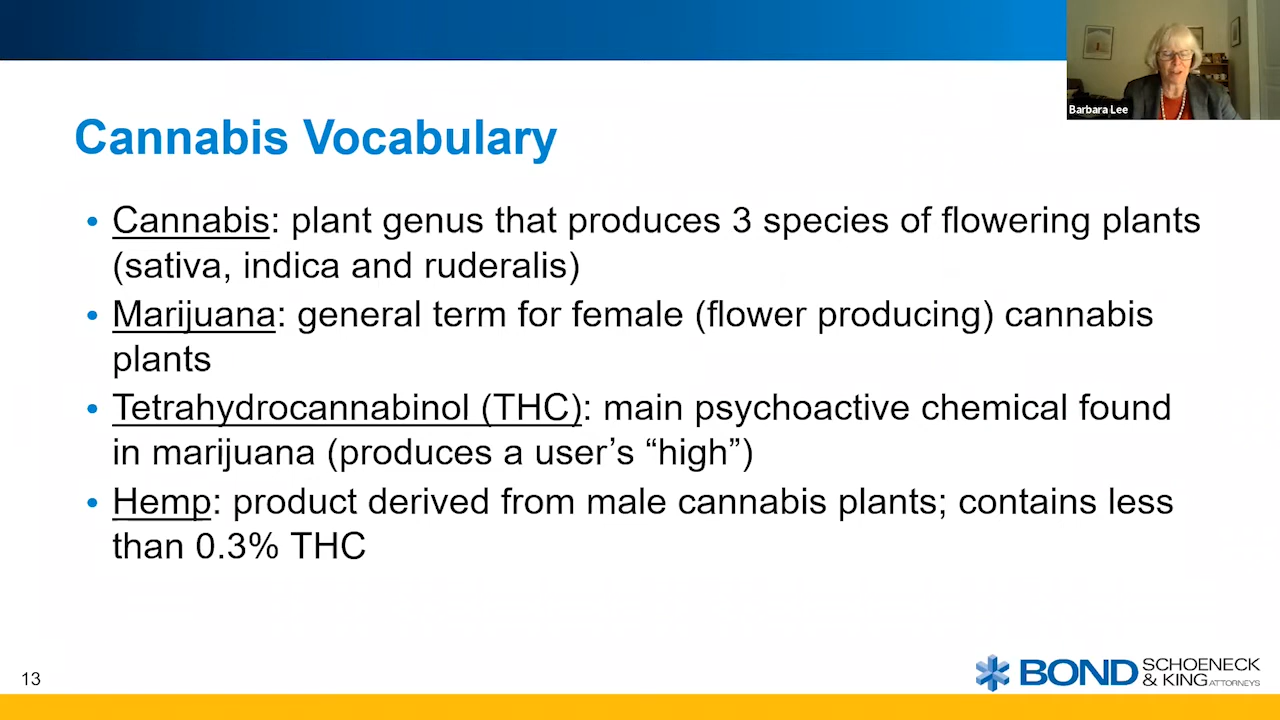 Barbara Lee
Cannabis Vocabulary
• Cannabis: plant genus that produces 3 species of flowering plants
(sativa, indica and ruderalis)
• Marijuana: general term for female (flower producing) cannabis
plants
• Tetrahydrocannabinol (THC): main psychoactive chemical found
in marijuana (produces a user’s “high”)
• Hemp: product derived from male cannabis plants; contains less
than 0.3% THC
13
BOND SCHOENECK
& KING ATTORNEYS